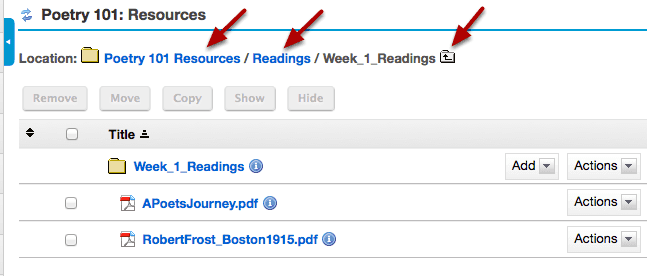 Poetry 101: Resources
Location: Poetry 101 Resources / Readings / Week_1_Readings
Remove Move Copy Show Hide
Title
Week_1_Readings Add Actions
APoetsJourney.pdf Actions
RobertFrost_Boston1915.pdf Actions